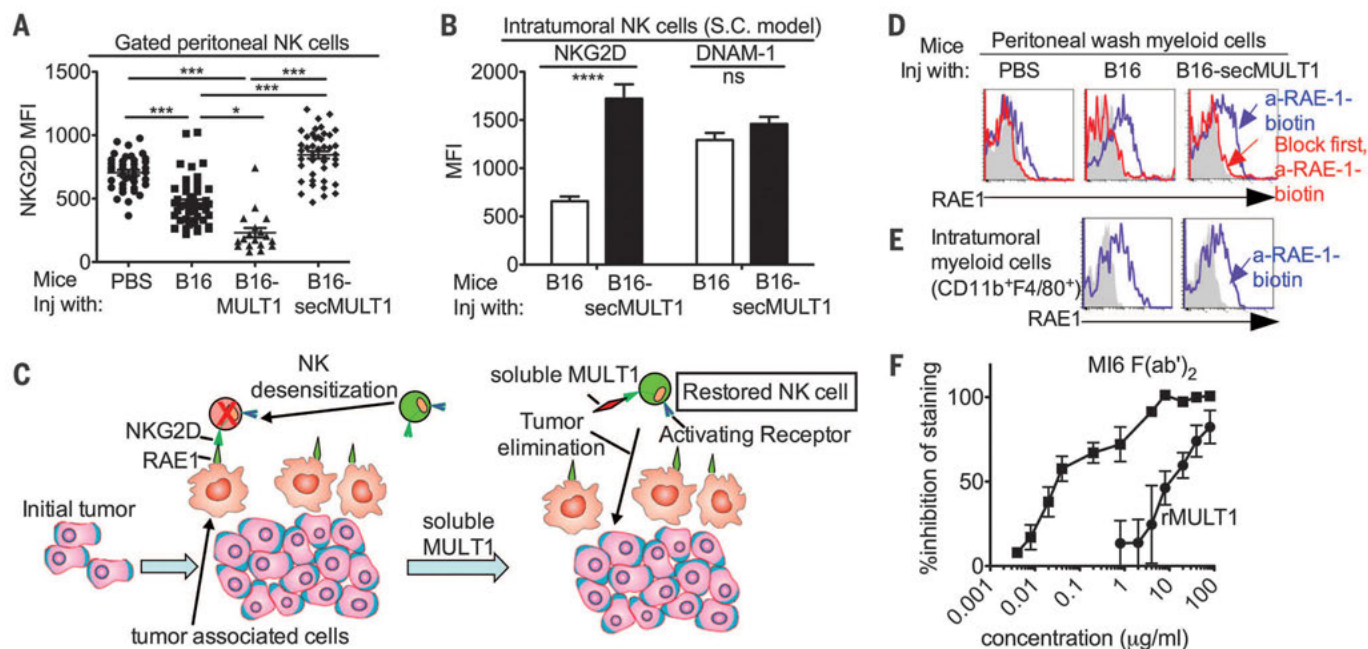 A
Gated peritoneal NK cells
***
***
***
***
*
NKG2D MFI
1500
1000
500
0
Mice
Inj with:
PBS
B16
B16-
MULT1
B16-
secMULT1
B
Intratumoral NK cells (S.C. model)
NKG2D
DNAM-1
****
ns
MFI
2000
1500
1000
500
0
Mice
Inj with:
B16
B16-
secMULT1
B16
B16-
secMULT1
C
NK
desensitization
NKG2D
RAE1
Initial tumor
tumor associated cells
soluble
MULT1
soluble MULT1
Restored NK cell
Tumor
elimination
Activating Receptor
D
Mice
Inj with:
Peritoneal wash myeloid cells
PBS
B16
B16-secMULT1
a-RAE-1-
biotin
Block first,
a-RAE-1-
biotin
RAE1
E
Intratumoral
myeloid cells
(CD11b+F4/80+)
a-RAE-1-
biotin
RAE1
F
MI6 F(ab')2
%inhibition of staining
100
50
0
rMULT1
0.001
0.01
0.1
1
10
100
concentration (μg/ml)